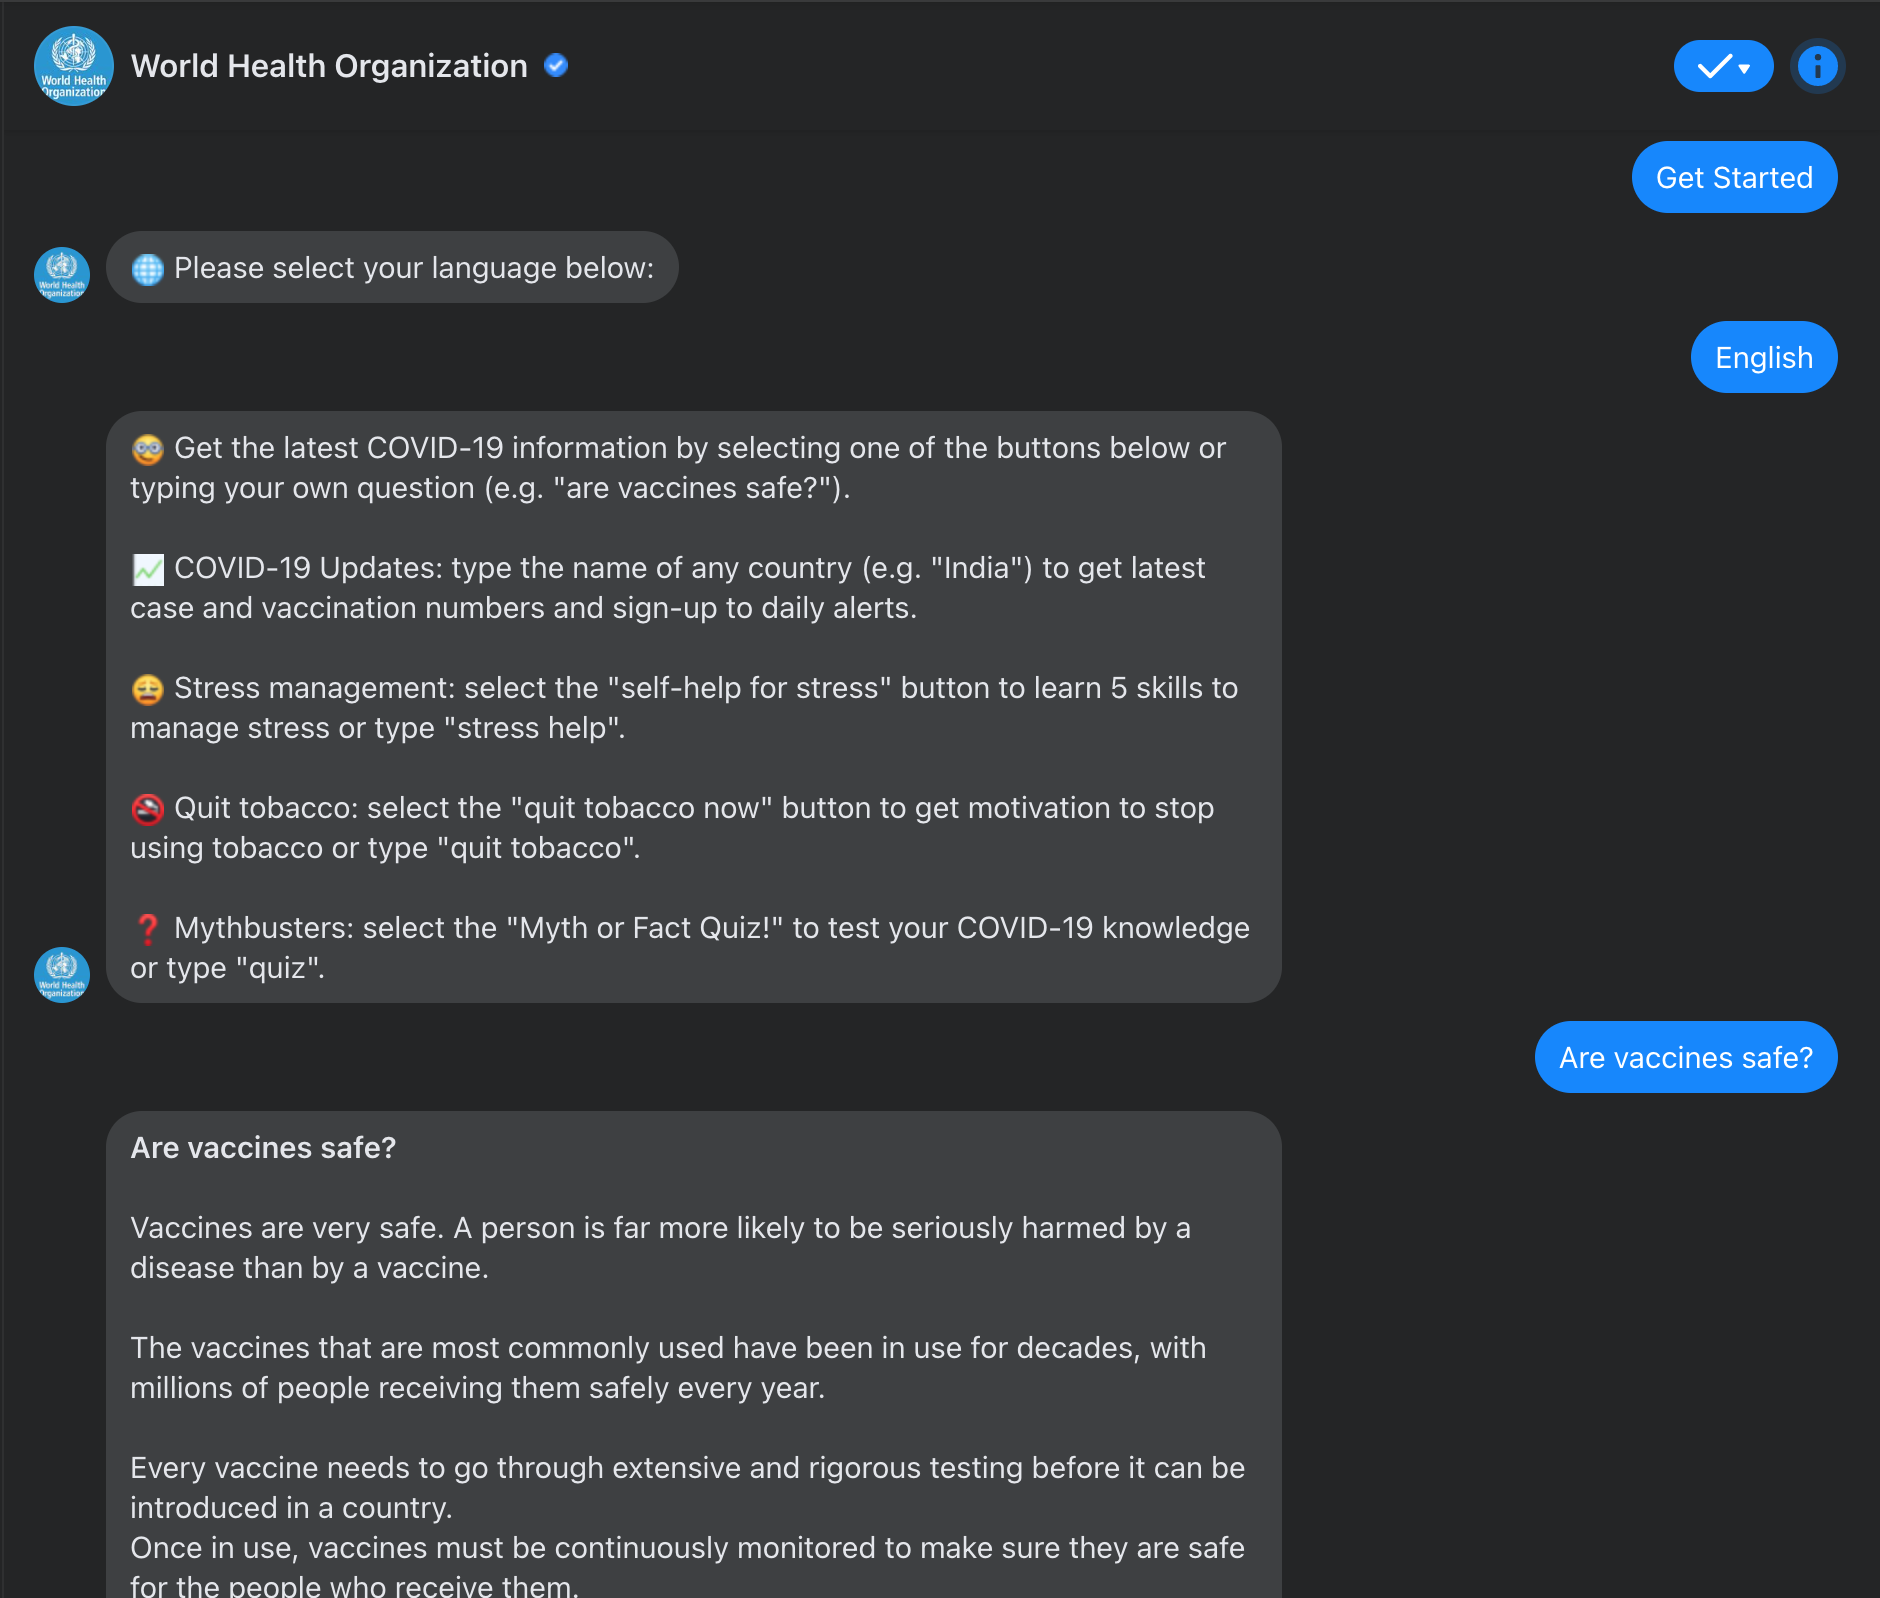 World Health
Organization
World Health Organization
Get Started
World Health
Organization
🌐 Please select your language below:
English
🤓 Get the latest COVID-19 information by selecting one of the buttons below or
typing your own question (e.g. "are vaccines safe?").
📈 COVID-19 Updates: type the name of any country (e.g. "India") to get latest
case and vaccination numbers and sign-up to daily alerts.
😩 Stress management: select the "self-help for stress" button to learn 5 skills to
manage stress or type "stress help".
🚭 Quit tobacco: select the "quit tobacco now" button to get motivation to stop
using tobacco or type "quit tobacco".
❓ Mythbusters: select the "Myth or Fact Quiz!" to test your COVID-19 knowledge
or type "quiz".
World Health
Organization
Are vaccines safe?
Are vaccines safe?
Vaccines are very safe. A person is far more likely to be seriously harmed by a
disease than by a vaccine.
The vaccines that are most commonly used have been in use for decades, with
millions of people receiving them safely every year.
Every vaccine needs to go through extensive and rigorous testing before it can be
introduced in a country.
Once in use, vaccines must be continuously monitored to make sure they are safe
for the people who receive them.